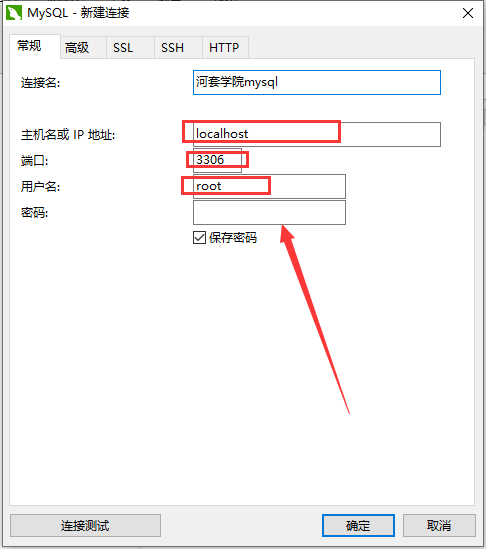 MySQL - 新建连接
常规 高级 SSL SSH HTTP
连接名: 河套学院mysql
主机名或 IP 地址: localhost
端口: 3306
用户名: root
密码:
保存密码
连接测试 确定 取消